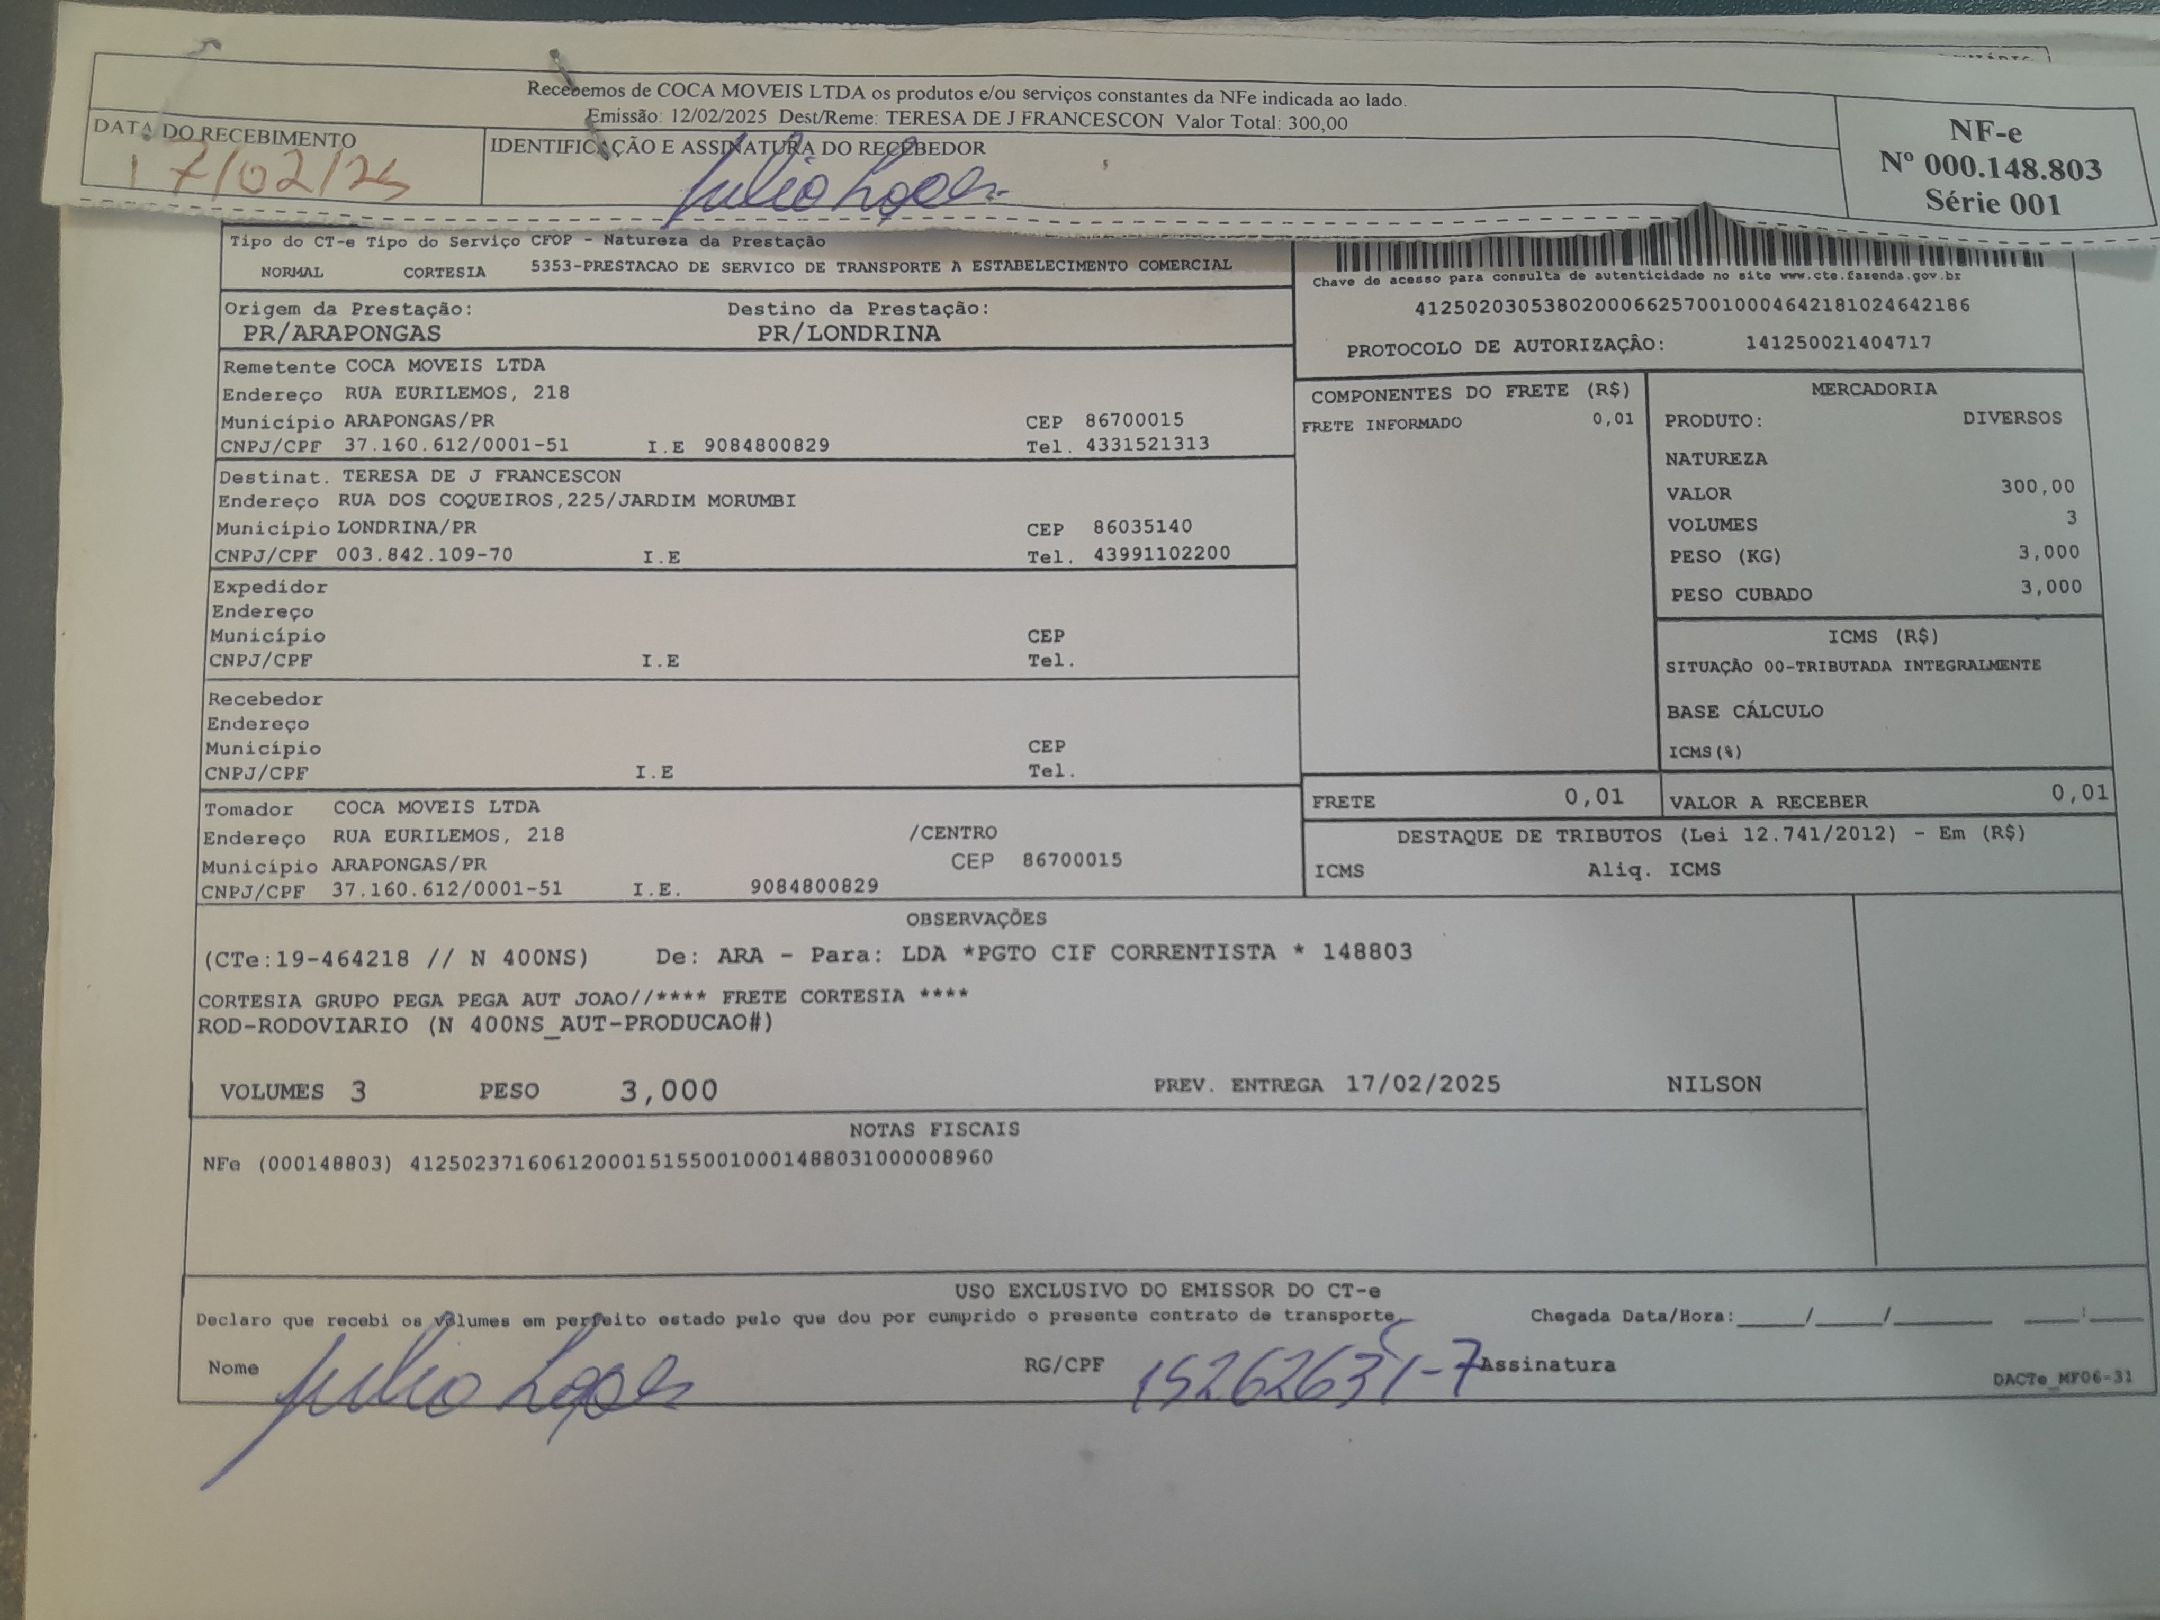 Recebemos de COCA MOVEIS LTDA os produtos e/ou serviços constantes da NFe indicada ao lado.
Emissão: 12/02/2025 Dest/Reme: TERESA DE J FRANCESCON Valor Total: 300,00
DATA DO RECEBIMENTO
17/02/25
IDENTIFICAÇÃO E ASSINATURA DO RECEBEDOR
Julio Lopes
NF-e
Nº 000.148.803
Série 001
Tipo do CT-e Tipo do Serviço CFOP - Natureza da Prestação
NORMAL CORTESIA 5353-PRESTACAO DE SERVICO DE TRANSPORTE A ESTABELECIMENTO COMERCIAL
Chave de acesso para consulta de autenticidade no site www.cte.fazenda.gov.br
41250203053802000662570010004642181024642186
PROTOCOLO DE AUTORIZAÇÃO: 141250021404717
Origem da Prestação: Destino da Prestação:
PR/ARAPONGAS PR/LONDRINA
Remetente COCA MOVEIS LTDA
Endereço RUA EURILEMOS, 218
Município ARAPONGAS/PR CEP 86700015
CNPJ/CPF 37.160.612/0001-51 I.E 9084800829 Tel. 4331521313
Destinat. TERESA DE J FRANCESCON
Endereço RUA DOS COQUEIROS,225/JARDIM MORUMBI
Município LONDRINA/PR CEP 86035140
CNPJ/CPF 003.842.109-70 I.E Tel. 43991102200
Expedidor
Endereço
Município CEP
CNPJ/CPF I.E Tel.
Recebedor
Endereço
Município CEP
CNPJ/CPF I.E Tel.
Tomador COCA MOVEIS LTDA
Endereço RUA EURILEMOS, 218 /CENTRO
Município ARAPONGAS/PR CEP 86700015
CNPJ/CPF 37.160.612/0001-51 I.E. 9084800829
COMPONENTES DO FRETE (R$)
FRETE INFORMADO 0,01
MERCADORIA
PRODUTO: DIVERSOS
NATUREZA
VALOR 300,00
VOLUMES 3
PESO (KG) 3,000
PESO CUBADO 3,000
ICMS (R$)
SITUAÇÃO 00-TRIBUTADA INTEGRALMENTE
BASE CÁLCULO
ICMS(%)
FRETE 0,01 VALOR A RECEBER 0,01
DESTAQUE DE TRIBUTOS (Lei 12.741/2012) - Em (R$)
ICMS Aliq. ICMS
OBSERVAÇÕES
(CTe:19-464218 // N 400NS) De: ARA - Para: LDA *PGTO CIF CORRENTISTA * 148803
CORTESIA GRUPO PEGA PEGA AUT JOAO//**** FRETE CORTESIA ****
ROD-RODOVIARIO (N 400NS_AUT-PRODUCAO#)
VOLUMES 3 PESO 3,000 PREV. ENTREGA 17/02/2025 NILSON
NOTAS FISCAIS
NFe (000148803) 41250237160612000151550010001488031000008960
USO EXCLUSIVO DO EMISSOR DO CT-e
Declaro que recebi os volumes em perfeito estado pelo que dou por cumprido o presente contrato de transporte. Chegada Data/Hora:_____/_____/_______ ____:____
Nome Julio Lopes RG/CPF 15262631-7 Assinatura
DACTe_MF06-31